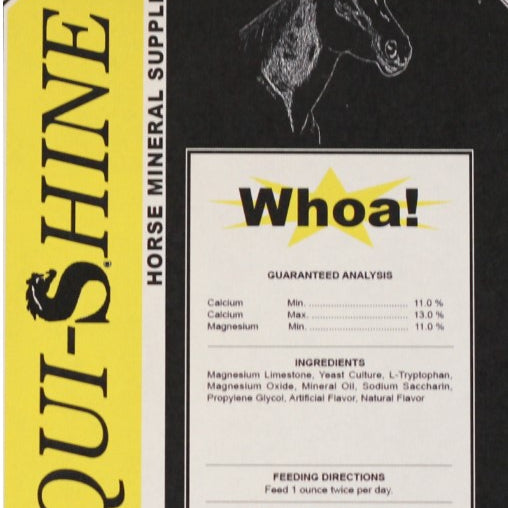 QUI-SHINE
HORSE MINERAL SUPPL
Whoa!
GUARANTEED ANALYSIS
Calcium Min. 11.0 %
Calcium Max. 13.0 %
Magnesium Min. 11.0 %
INGREDIENTS
Magnesium Limestone, Yeast Culture, L-Tryptophan,
Magnesium Oxide, Mineral Oil, Sodium Saccharin,
Propylene Glycol, Artificial Flavor, Natural Flavor
FEEDING DIRECTIONS
Feed 1 ounce twice per day.